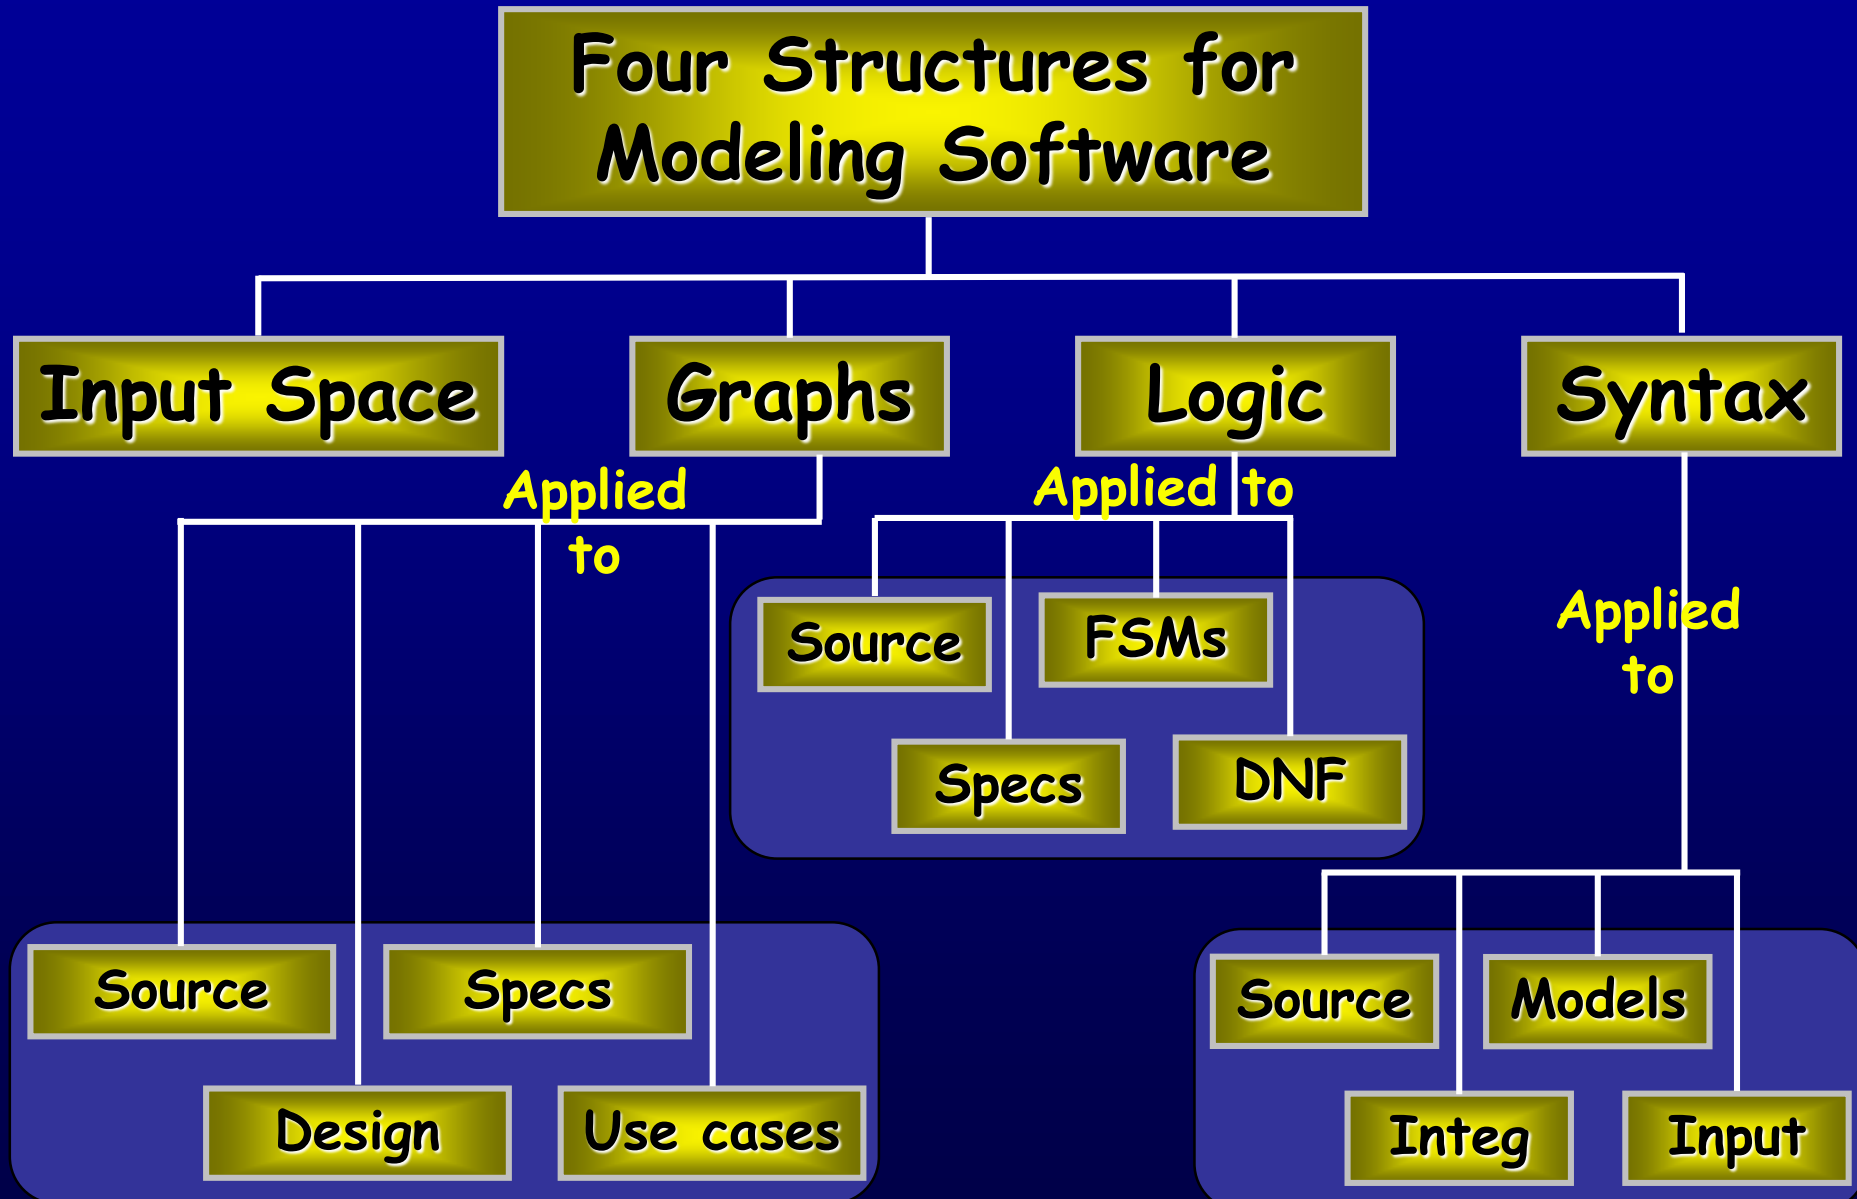 Four Structures for
Modeling Software
Input Space
Graphs
Logic
Syntax
Applied
to
Applied to
Applied
to
Source
FSMs
Specs
DNF
Source
Specs
Design
Use cases
Source
Models
Integ
Input